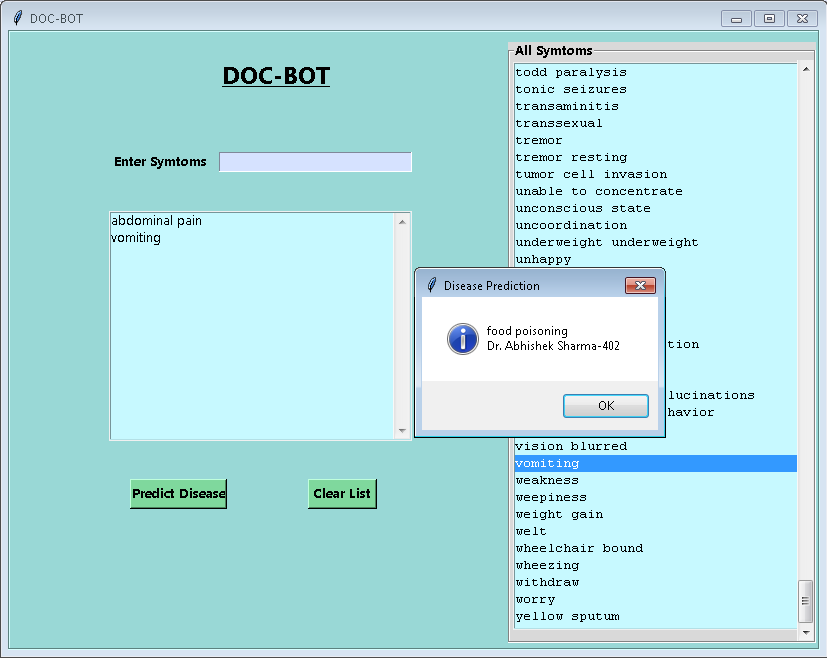 DOC-BOT
DOC-BOT
Enter Symtoms
abdominal pain
vomiting
Predict Disease
Clear List
All Symtoms
todd paralysis
tonic seizures
transaminitis
transsexual
tremor
tremor resting
tumor cell invasion
unable to concentrate
unconscious state
uncoordination
underweight underweight
unhappy
tion
lucinations
havior
vision blurred
vomiting
weakness
weepiness
weight gain
welt
wheelchair bound
wheezing
withdraw
worry
yellow sputum
Disease Prediction
food poisoning
Dr. Abhishek Sharma-402
OK